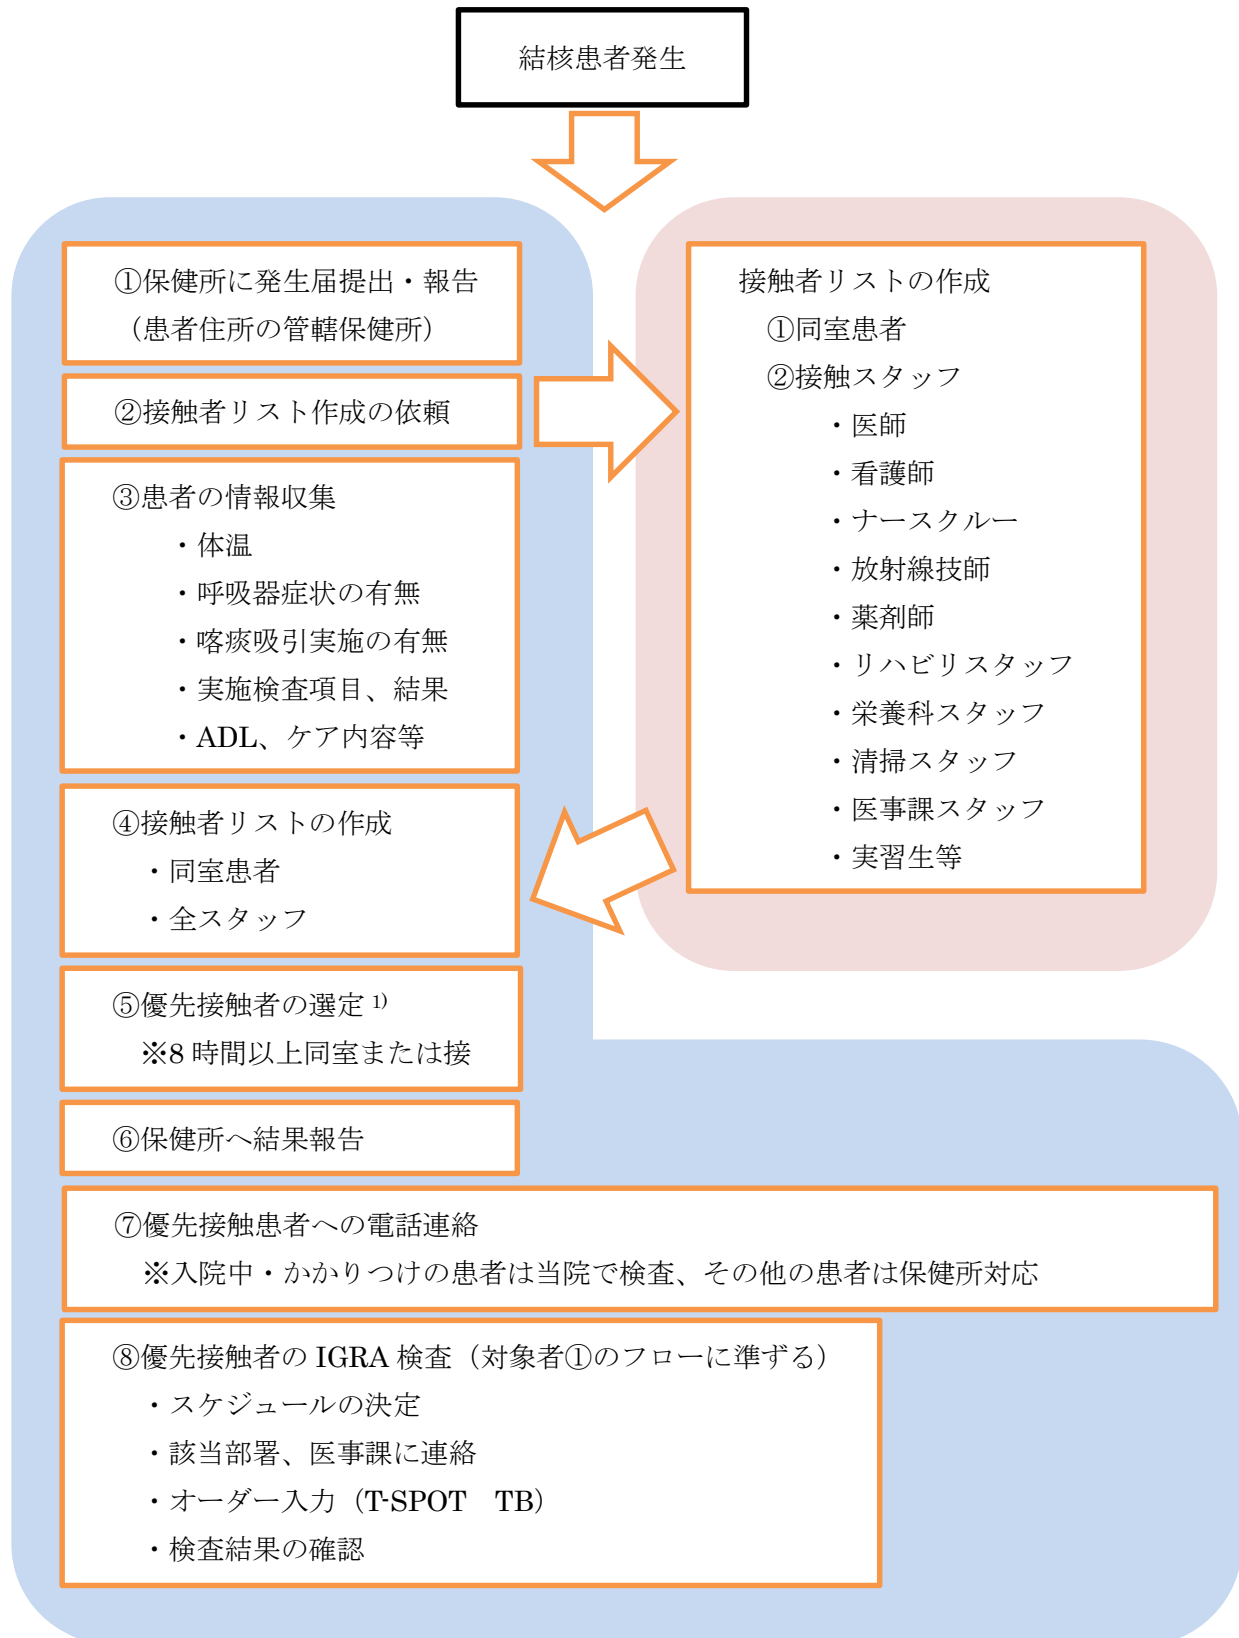 結核患者発生
①保健所に発生届提出・報告
（患者住所の管轄保健所）
②接触者リスト作成の依頼
③患者の情報収集
・体温
・呼吸器症状の有無
・喀痰吸引実施の有無
・実施検査項目、結果
・ADL、ケア内容等
④接触者リストの作成
・同室患者
・全スタッフ
⑤優先接触者の選定 1)
※8 時間以上同室または接
⑥保健所へ結果報告
接触者リストの作成
①同室患者
②接触スタッフ
・医師
・看護師
・ナースクルー
・放射線技師
・薬剤師
・リハビリスタッフ
・栄養科スタッフ
・清掃スタッフ
・医事課スタッフ
・実習生等
⑦優先接触患者への電話連絡
※入院中・かかりつけの患者は当院で検査、その他の患者は保健所対応
⑧優先接触者の IGRA 検査（対象者①のフローに準ずる）
・スケジュールの決定
・該当部署、医事課に連絡
・オーダー入力（T-SPOT　TB）
・検査結果の確認